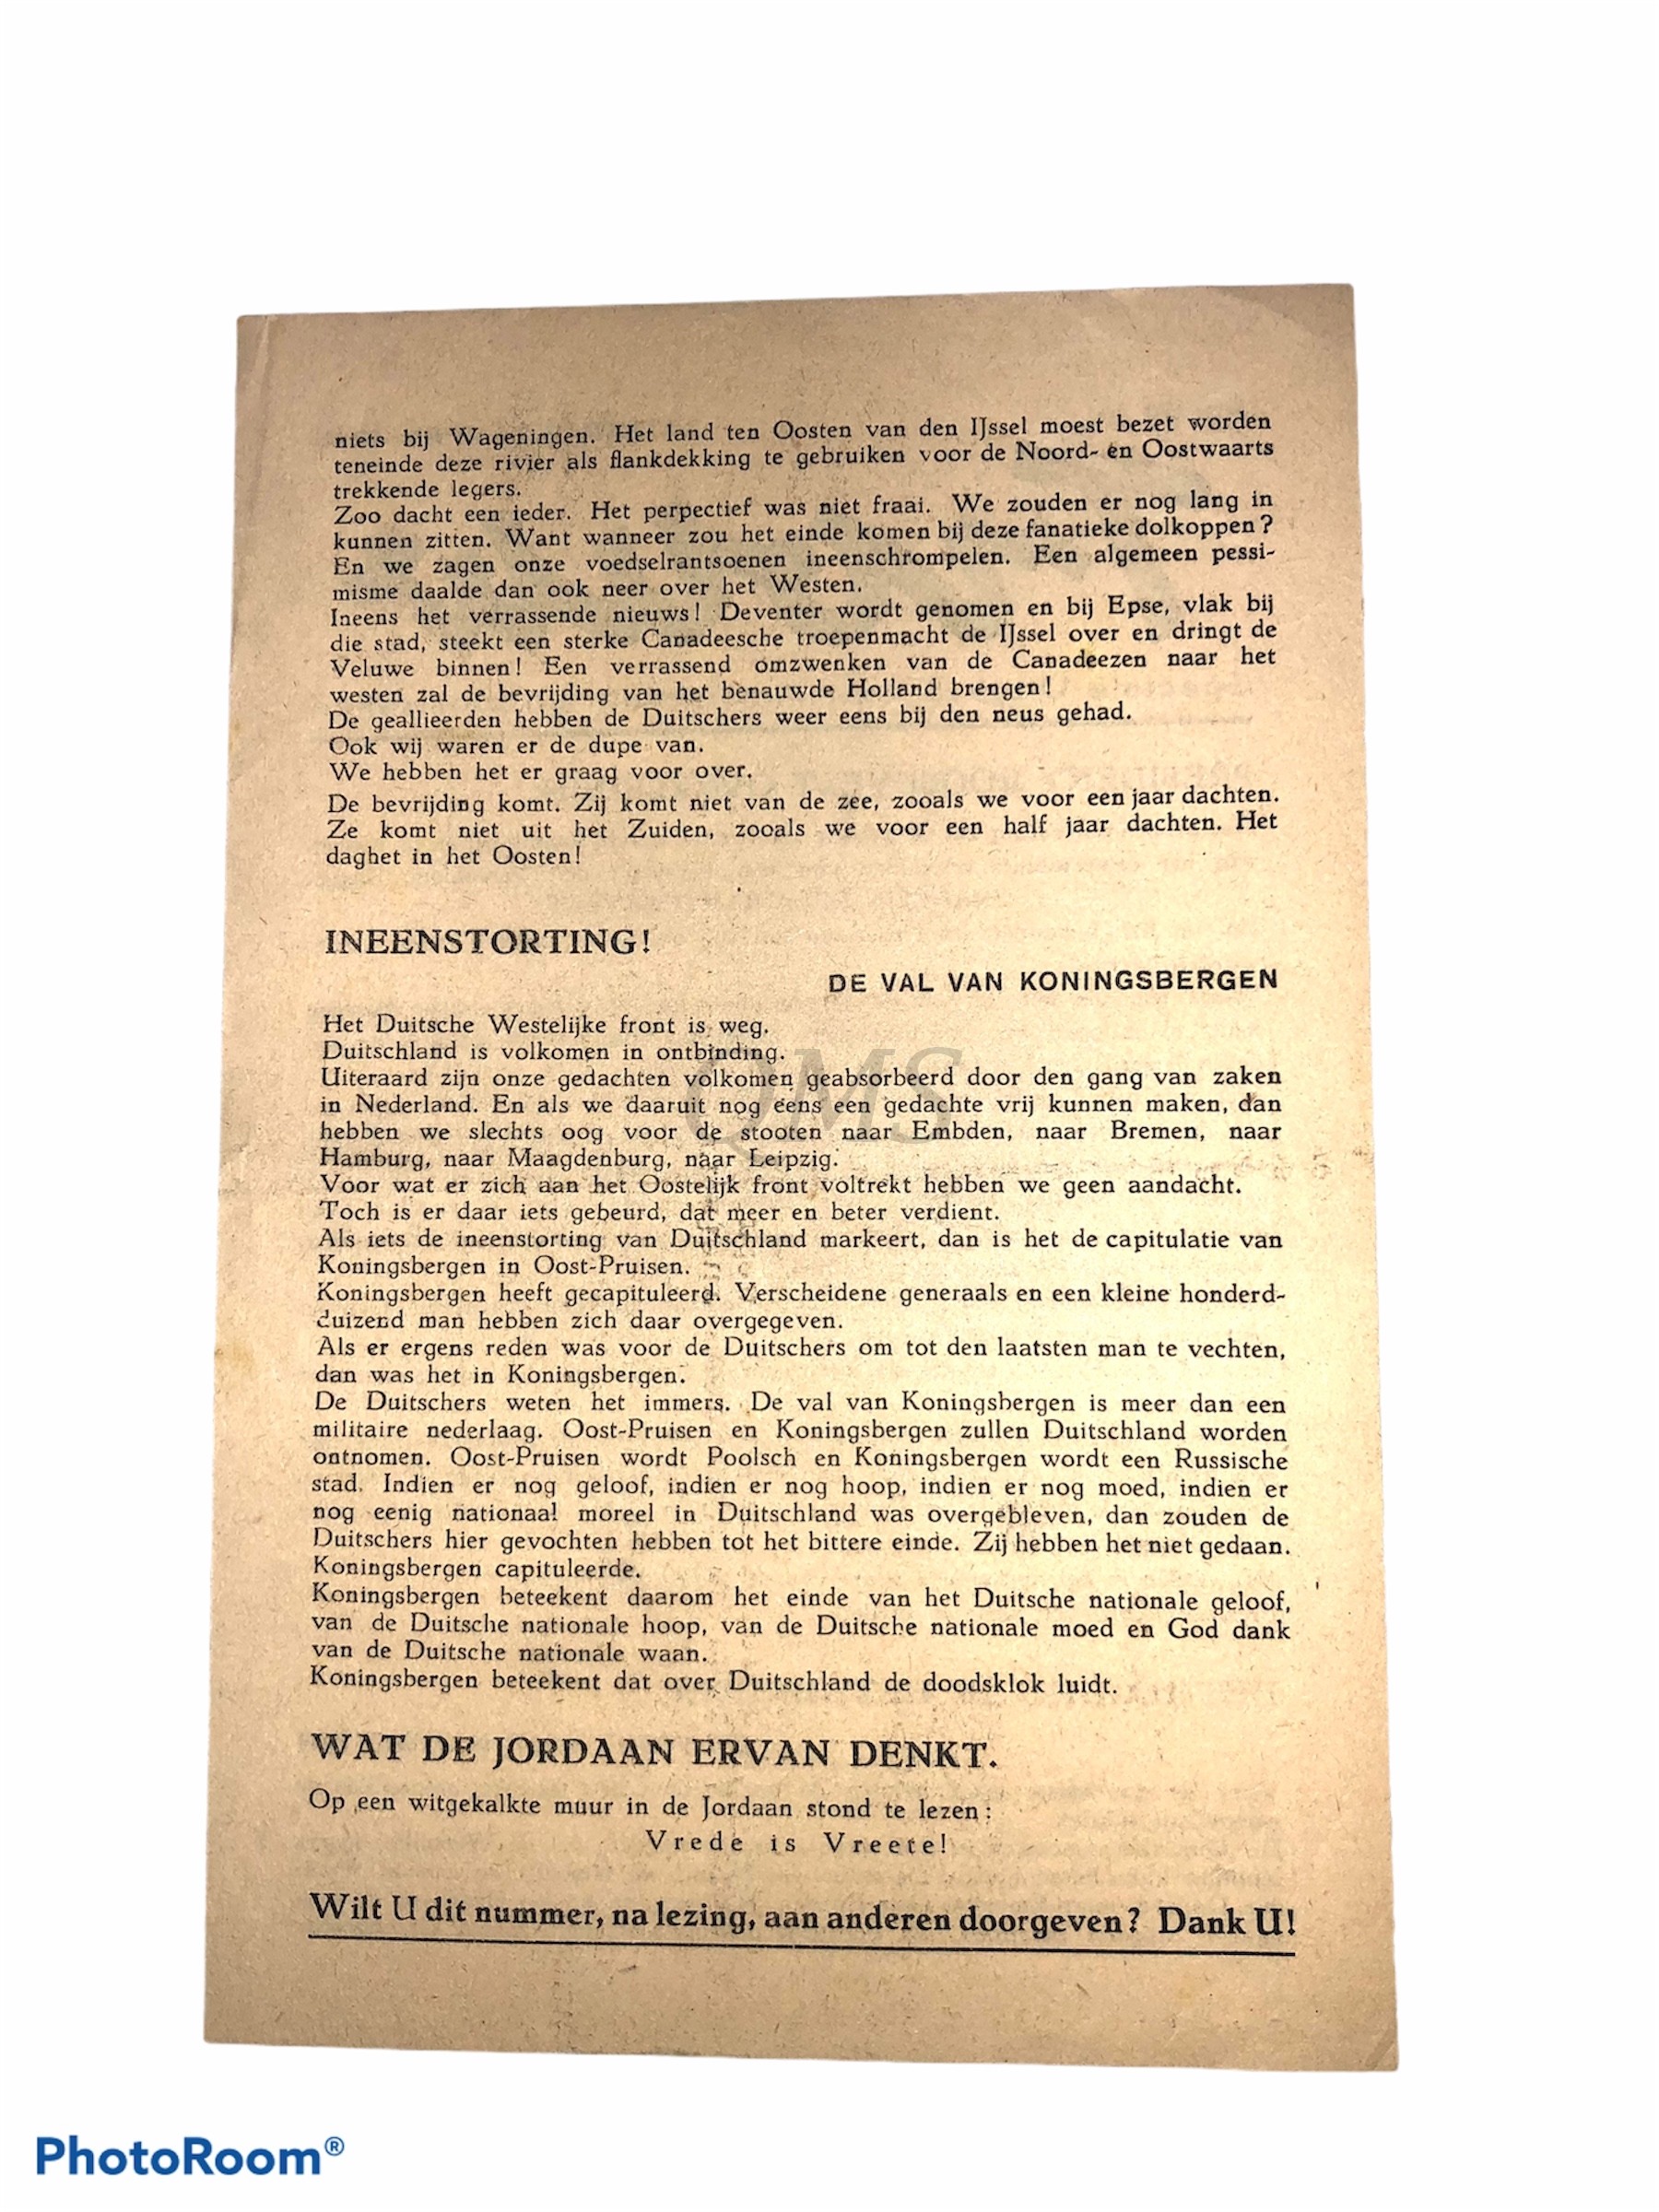 niets bij Wageningen. Het land ten Oosten van den IJssel moest bezet worden
teneinde deze rivier als flankdekking te gebruiken voor de Noord- en Oostwaarts
trekkende legers.
Zoo dacht een ieder. Het perpectief was niet fraai. We zouden er nog lang in
kunnen zitten. Want wanneer zou het einde komen bij deze fanatieke dolkoppen?
En we zagen onze voedselrantsoenen ineenschrompelen. Een algemeen pessi-
misme daalde dan ook neer over het Westen.
Ineens het verrassende nieuws! Deventer wordt genomen en bij Epse, vlak bij
die stad, steekt een sterke Canadeesche troepenmacht de IJssel over en dringt de
Veluwe binnen! Een verrassend omzwenken van de Canadeezen naar het
westen zal de bevrijding van het benauwde Holland brengen!
De geallieerden hebben de Duitschers weer eens bij den neus gehad.
Ook wij waren er de dupe van.
We hebben het er graag voor over.
De bevrijding komt. Zij komt niet van de zee, zooals we voor een jaar dachten.
Ze komt niet uit het Zuiden, zooals we voor een half jaar dachten. Het
daghet in het Oosten!
INEENSTORTING!
DE VAL VAN KONINGSBERGEN
Het Duitsche Westelijke front is weg.
Duitschland is volkomen in ontbinding.
Uiteraard zijn onze gedachten volkomen geabsorbeerd door den gang van zaken
in Nederland. En als we daaruit nog eens een gedachte vrij kunnen maken, dan
hebben we slechts oog voor de stooten naar Embden, naar Bremen, naar
Hamburg, naar Maagdenburg, naar Leipzig.
Voor wat er zich aan het Oostelijk front voltrekt hebben we geen aandacht.
Toch is er daar iets gebeurd, dat meer en beter verdient.
Als iets de ineenstorting van Duitschland markeert, dan is het de capitulatie van
Koningsbergen in Oost-Pruisen.
Koningsbergen heeft gecapituleerd. Verscheidene generaals en een kleine honderd-
duizend man hebben zich daar overgegeven.
Als er ergens reden was voor de Duitschers om tot den laatsten man te vechten,
dan was het in Koningsbergen.
De Duitschers weten het immers. De val van Koningsbergen is meer dan een
militaire nederlaag. Oost-Pruisen en Koningsbergen zullen Duitschland worden
ontnomen. Oost-Pruisen wordt Poolsch en Koningsbergen wordt een Russische
stad. Indien er nog geloof, indien er nog hoop, indien er nog moed, indien er
nog eenig nationaal moreel in Duitschland was overgebleven, dan zouden de
Duitschers hier gevochten hebben tot het bittere einde. Zij hebben het niet gedaan.
Koningsbergen capituleerde.
Koningsbergen beteekent daarom het einde van het Duitsche nationale geloof,
van de Duitsche nationale hoop, van de Duitsche nationale moed en God dank
van de Duitsche nationale waan.
Koningsbergen beteekent dat over Duitschland de doodsklok luidt.
WAT DE JORDAAN ERVAN DENKT.
Op een witgekalkte muur in de Jordaan stond te lezen:
Vrede is Vreete!
Wilt U dit nummer, na lezing, aan anderen doorgeven? Dank U!
QMS
PhotoRoom®